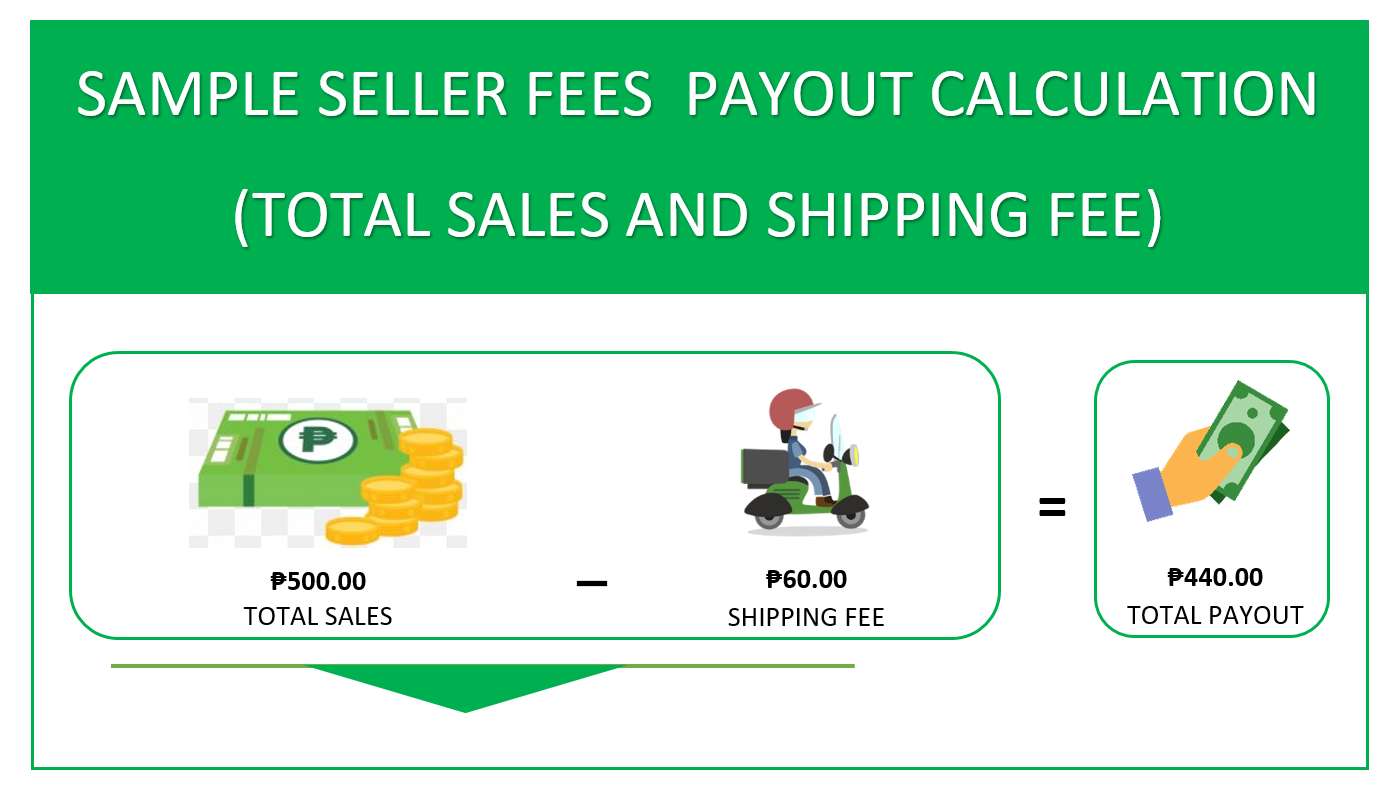 SAMPLE SELLER FEES  PAYOUT CALCULATION
(TOTAL SALES AND SHIPPING FEE)
₱
₱500.00
TOTAL SALES
–
₱60.00
SHIPPING FEE
=
₱440.00
TOTAL PAYOUT